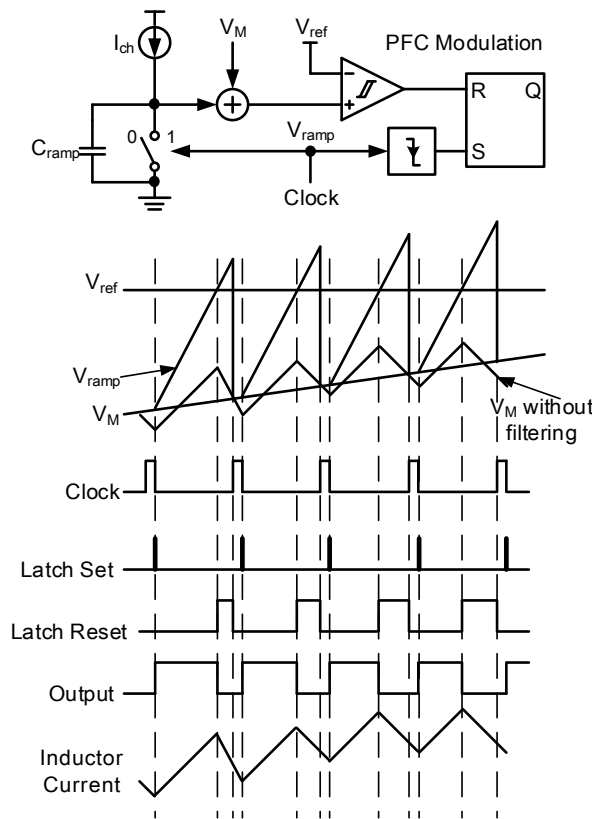 I_ch
V_M
V_ref
PFC Modulation
R
Q
S
0
1
C_ramp
V_ramp
Clock
V_ref
V_ramp
V_M
V_M without
filtering
Clock
Latch Set
Latch Reset
Output
Inductor
Current